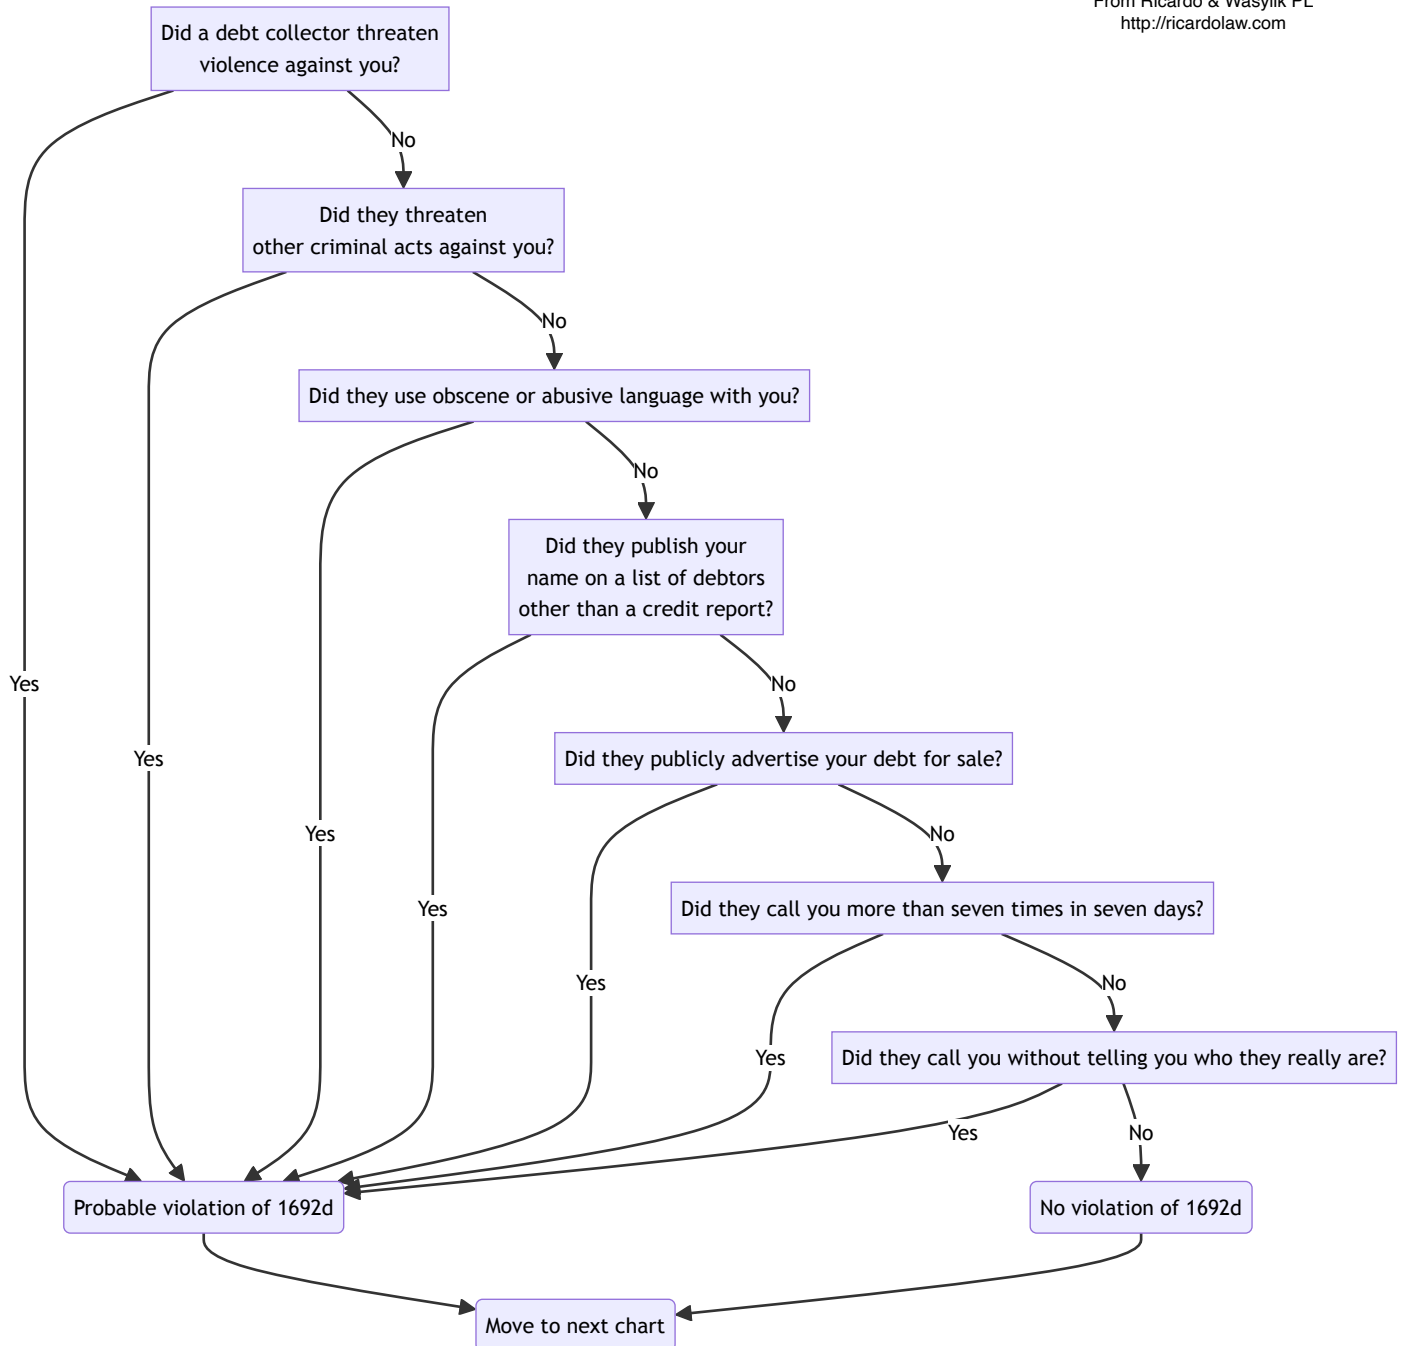 From Ricardo & Wasylik PL
http://ricardolaw.com
Did a debt collector threaten
violence against you?
No
Did they threaten
other criminal acts against you?
No
Did they use obscene or abusive language with you?
No
Did they publish your
name on a list of debtors
other than a credit report?
Yes
No
Yes
Did they publicly advertise your debt for sale?
Yes
No
Yes
Did they call you more than seven times in seven days?
Yes
No
Yes
Did they call you without telling you who they really are?
Yes
No
Probable violation of 1692d
No violation of 1692d
Move to next chart